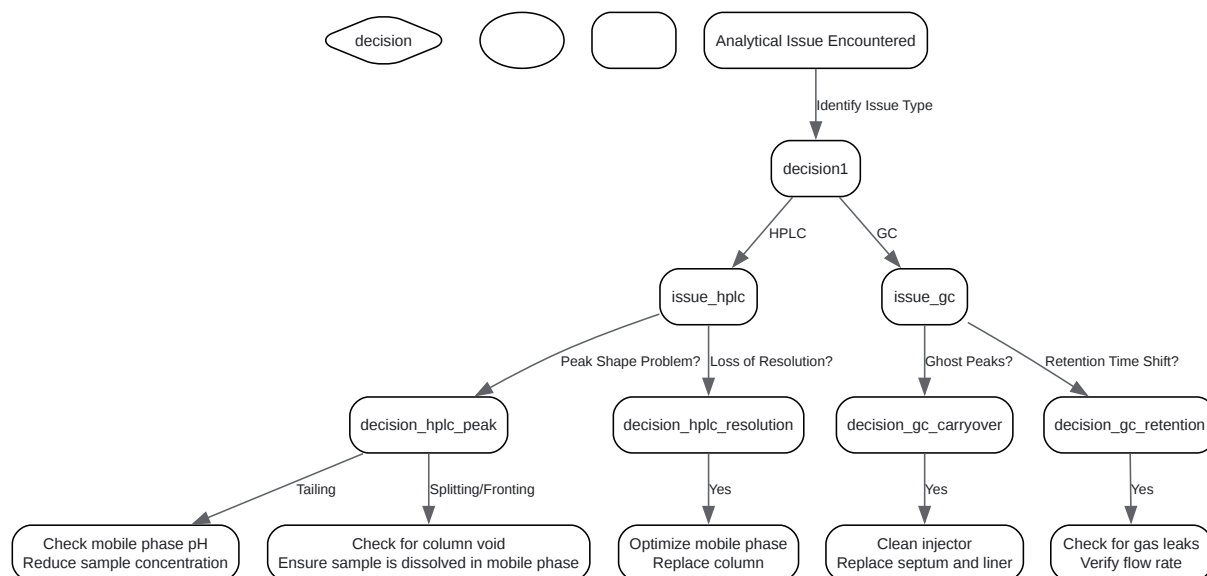 decision
Analytical Issue Encountered
Identify Issue Type
decision1
HPLC
GC
issue_hplc
issue_gc
Peak Shape Problem?
Loss of Resolution?
Ghost Peaks?
Retention Time Shift?
decision_hplc_peak
decision_hplc_resolution
decision_gc_carryover
decision_gc_retention
Tailing
Splitting/Fronting
Yes
Yes
Yes
Check mobile phase pH
Reduce sample concentration
Check for column void
Ensure sample is dissolved in mobile phase
Optimize mobile phase
Replace column
Clean injector
Replace septum and liner
Check for gas leaks
Verify flow rate